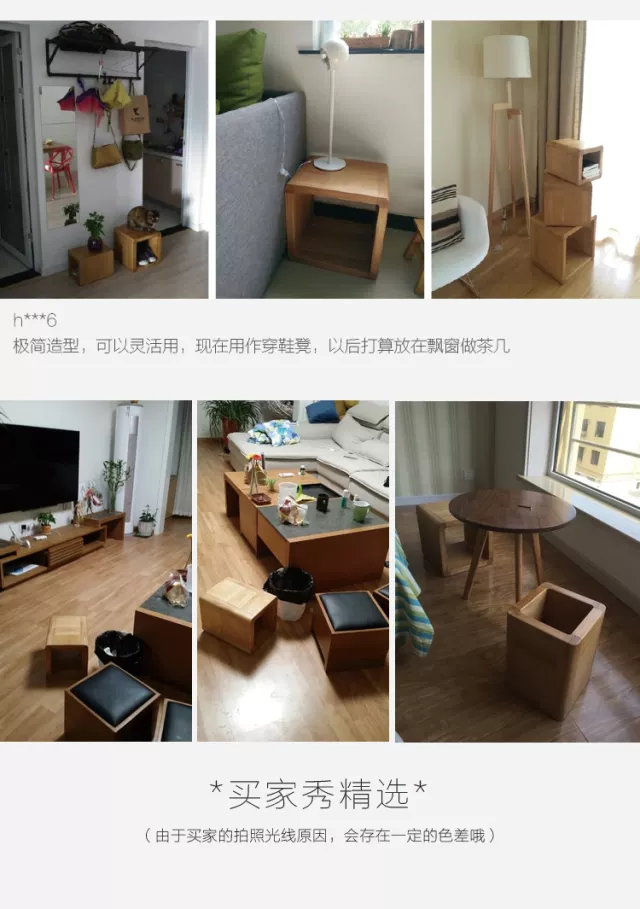 h***6
极简造型，可以灵活用，现在用作穿鞋凳，以后打算放在飘窗做茶几
*买家秀精选*
（由于买家的拍照光线原因，会存在一定的色差哦）